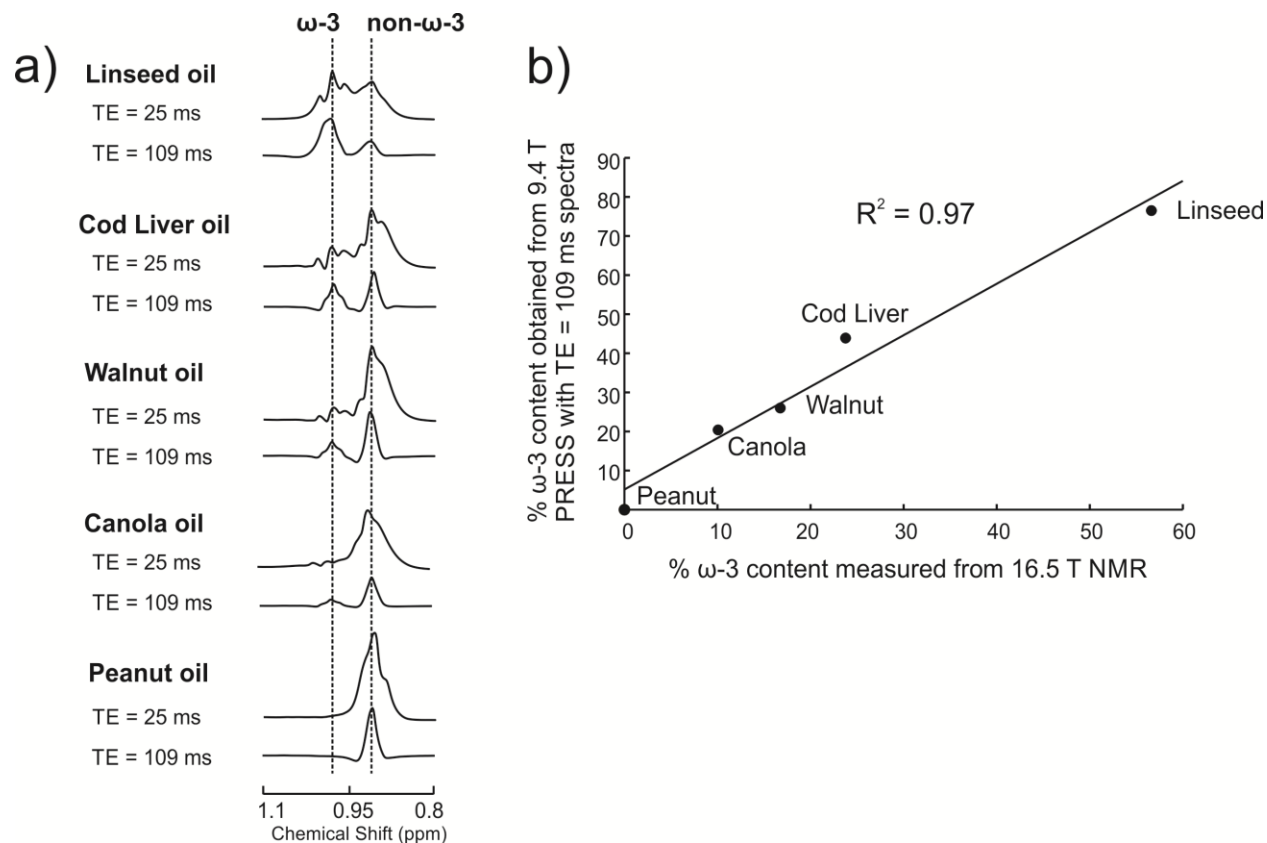 a)
ω-3 non-ω-3
Linseed oil
TE = 25 ms
TE = 109 ms
Cod Liver oil
TE = 25 ms
TE = 109 ms
Walnut oil
TE = 25 ms
TE = 109 ms
Canola oil
TE = 25 ms
TE = 109 ms
Peanut oil
TE = 25 ms
TE = 109 ms
1.1 0.95 0.8
Chemical Shift (ppm)
b)
% ω-3 content obtained from 9.4 T
PRESS with TE = 109 ms spectra
90
80
70
60
50
40
30
20
10
R² = 0.97
Linseed
Cod Liver
Walnut
Canola
Peanut
0 10 20 30 40 50 60
% ω-3 content measured from 16.5 T NMR